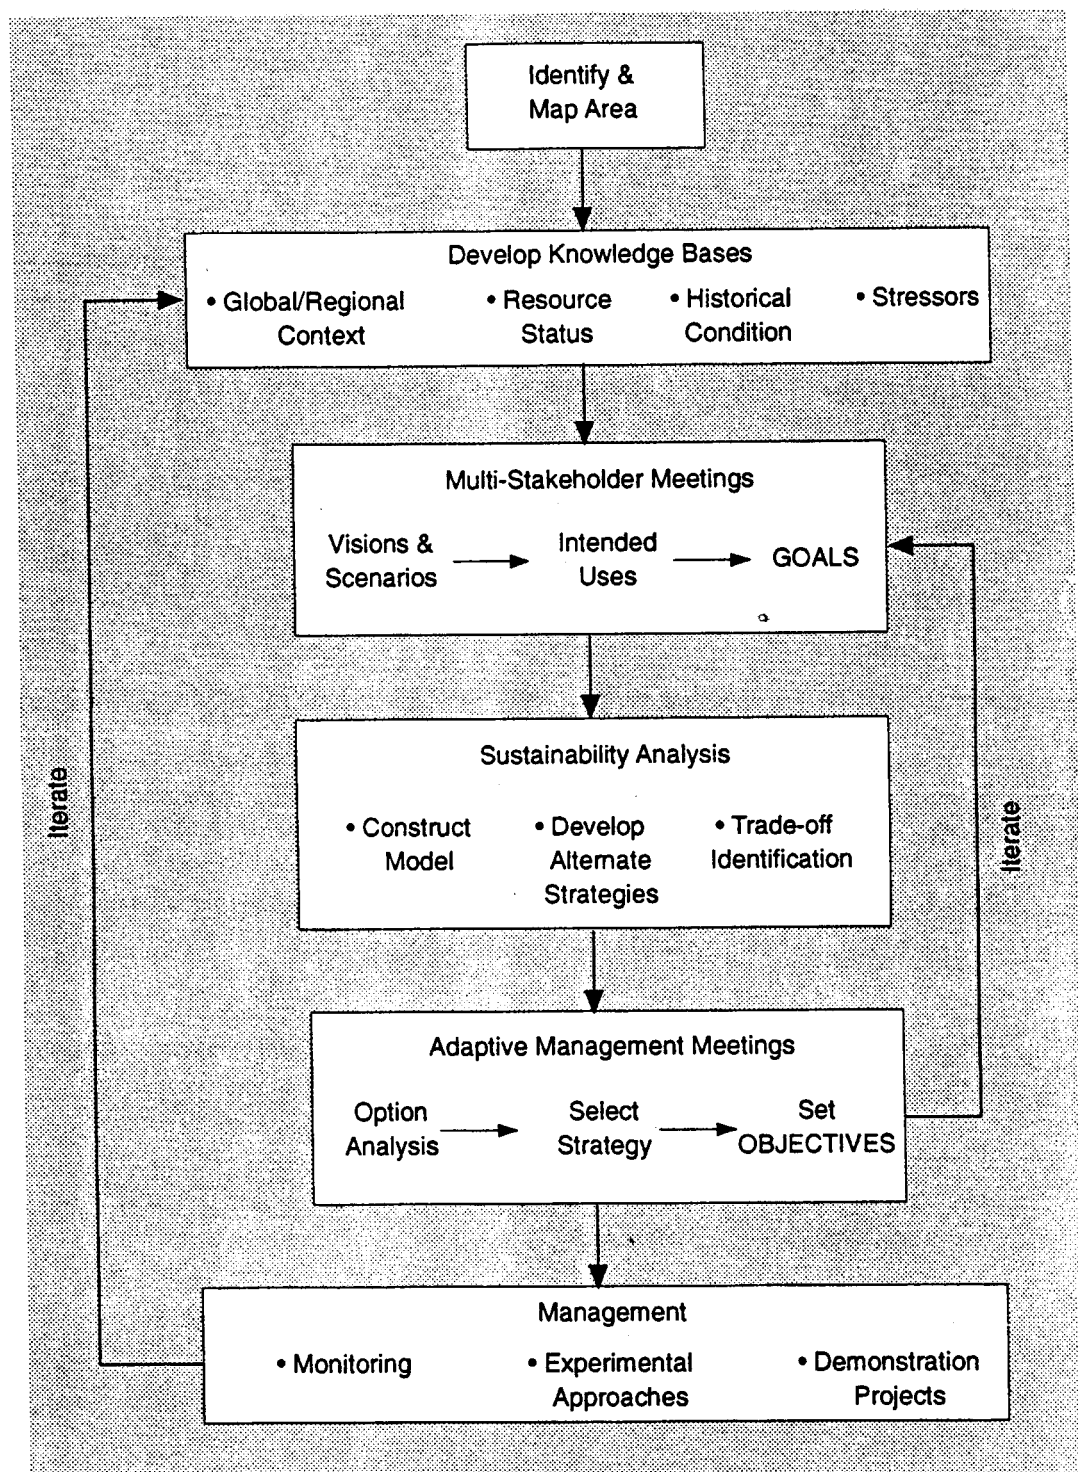 Identify &
Map Area
Develop Knowledge Bases
• Global/Regional
Context
• Resource
Status
• Historical
Condition
• Stressors
Multi-Stakeholder Meetings
Visions &
Scenarios
Intended
Uses
GOALS
Sustainability Analysis
• Construct
Model
• Develop
Alternate
Strategies
• Trade-off
Identification
Iterate
Iterate
Adaptive Management Meetings
Option
Analysis
Select
Strategy
Set
OBJECTIVES
Management
• Monitoring
• Experimental
Approaches
• Demonstration
Projects